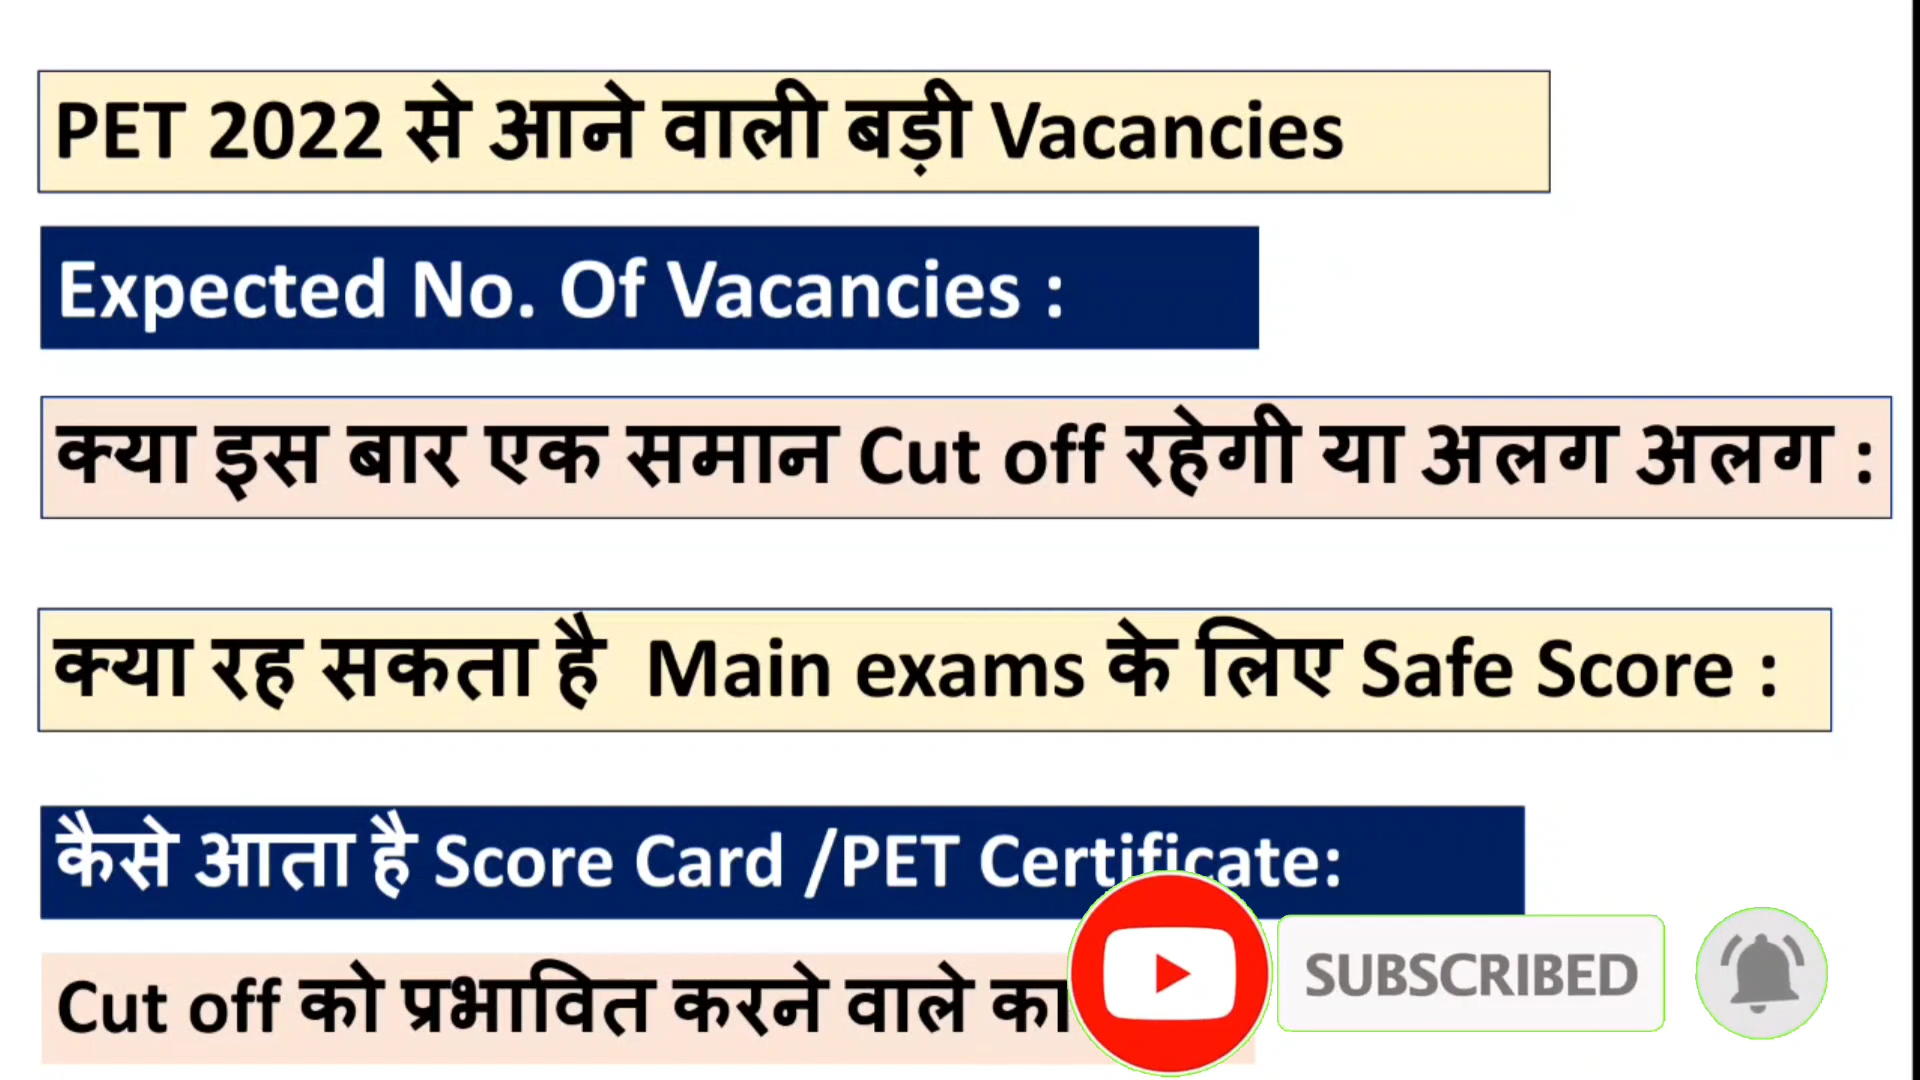 PET 2022 से आने वाली बड़ी Vacancies
Expected No. Of Vacancies :
क्या इस बार एक समान Cut off रहेगी या अलग अलग :
क्या रह सकता है Main exams के लिए Safe Score :
कैसे आता है Score Card /PET Certificate:
Cut off को प्रभावित करने वाले
SUBSCRIBED